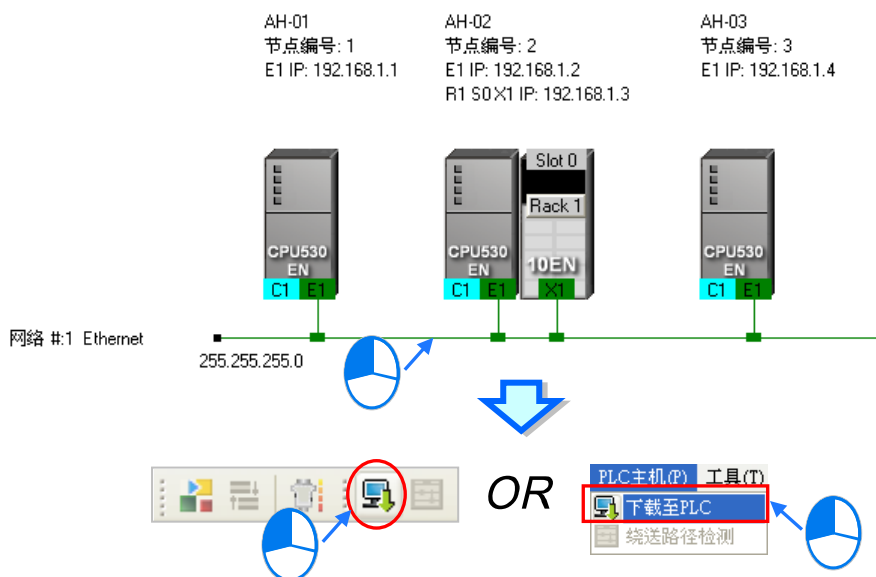 AH-01
节点编号: 1
E1 IP: 192.168.1.1
AH-02
节点编号: 2
E1 IP: 192.168.1.2
R1 S0 X1 IP: 192.168.1.3
AH-03
节点编号: 3
E1 IP: 192.168.1.4
CPU530
EN
C1 E1
CPU530
EN
C1 E1
Slot 0
Rack 1
10EN
X1
CPU530
EN
C1 E1
网络 #:1 Ethernet
255.255.255.0
OR
PLC主机(P) 工具(T)
下载至PLC
绕送路径检测